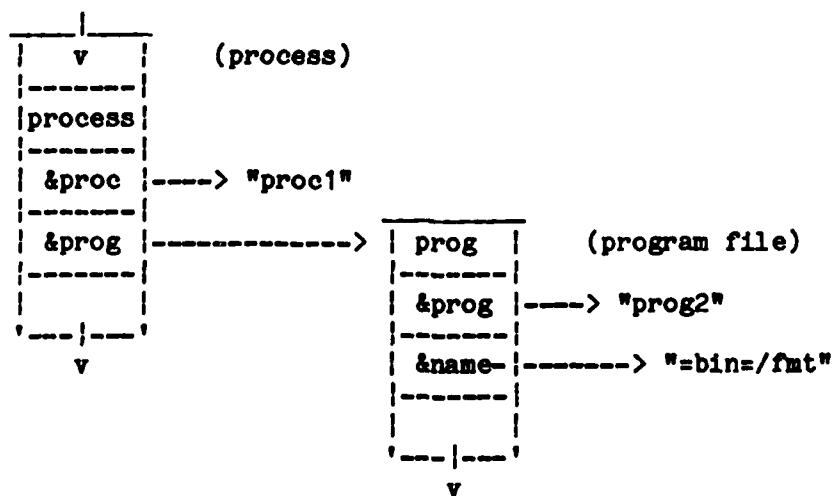 v (process)
process
&proc ----> "proc1"
&prog ------------> prog (program file)
&prog ----> "prog2"
v &name- -------> "=bin=/fmt"
v